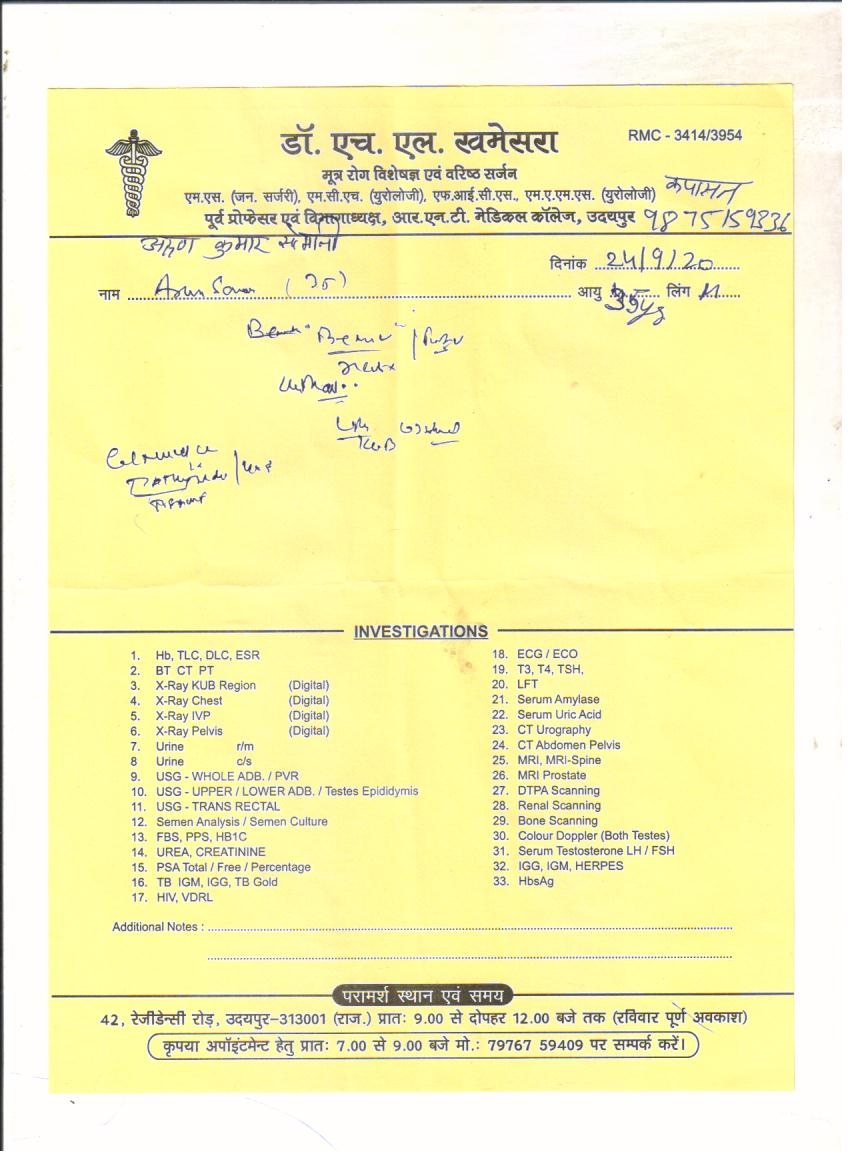 डॉ. एच. एल. खमेसरा
RMC - 3414/3954
मूत्र रोग विशेषज्ञ एवं वरिष्ठ सर्जन
एम.एस. (जन. सर्जरी), एम.सी.एच. (युरोलोजी), एफ.आई.सी.एस., एम.ए.एम.एस. (युरोलोजी)
पूर्व प्रोफेसर एवं विभागाध्यक्ष, आर.एन.टी. मेडिकल कॉलेज, उदयपुर
कपासन
कुमार
दिनांक 24/9/20
नाम Arun (35)
आयु 35 लिंग M
KUB
INVESTIGATIONS
1. Hb, TLC, DLC, ESR
2. BT CT PT
3. X-Ray KUB Region (Digital)
4. X-Ray Chest (Digital)
5. X-Ray IVP (Digital)
6. X-Ray Pelvis (Digital)
7. Urine r/m
8 Urine c/s
9. USG - WHOLE ADB. / PVR
10. USG - UPPER / LOWER ADB. / Testes Epididymis
11. USG - TRANS RECTAL
12. Semen Analysis / Semen Culture
13. FBS, PPS, HB1C
14. UREA, CREATININE
15. PSA Total / Free / Percentage
16. TB IGM, IGG, TB Gold
17. HIV, VDRL
18. ECG / ECO
19. T3, T4, TSH,
20. LFT
21. Serum Amylase
22. Serum Uric Acid
23. CT Urography
24. CT Abdomen Pelvis
25. MRI, MRI-Spine
26. MRI Prostate
27. DTPA Scanning
28. Renal Scanning
29. Bone Scanning
30. Colour Doppler (Both Testes)
31. Serum Testosterone LH / FSH
32. IGG, IGM, HERPES
33. HbsAg
Additional Notes :
परामर्श स्थान एवं समय
42, रेजीडेन्सी रोड़, उदयपुर-313001 (राज.) प्रातः 9.00 से दोपहर 12.00 बजे तक (रविवार पूर्ण अवकाश)
कृपया अपॉइंटमेन्ट हेतु प्रातः 7.00 से 9.00 बजे मो.: 79767 59409 पर सम्पर्क करें।